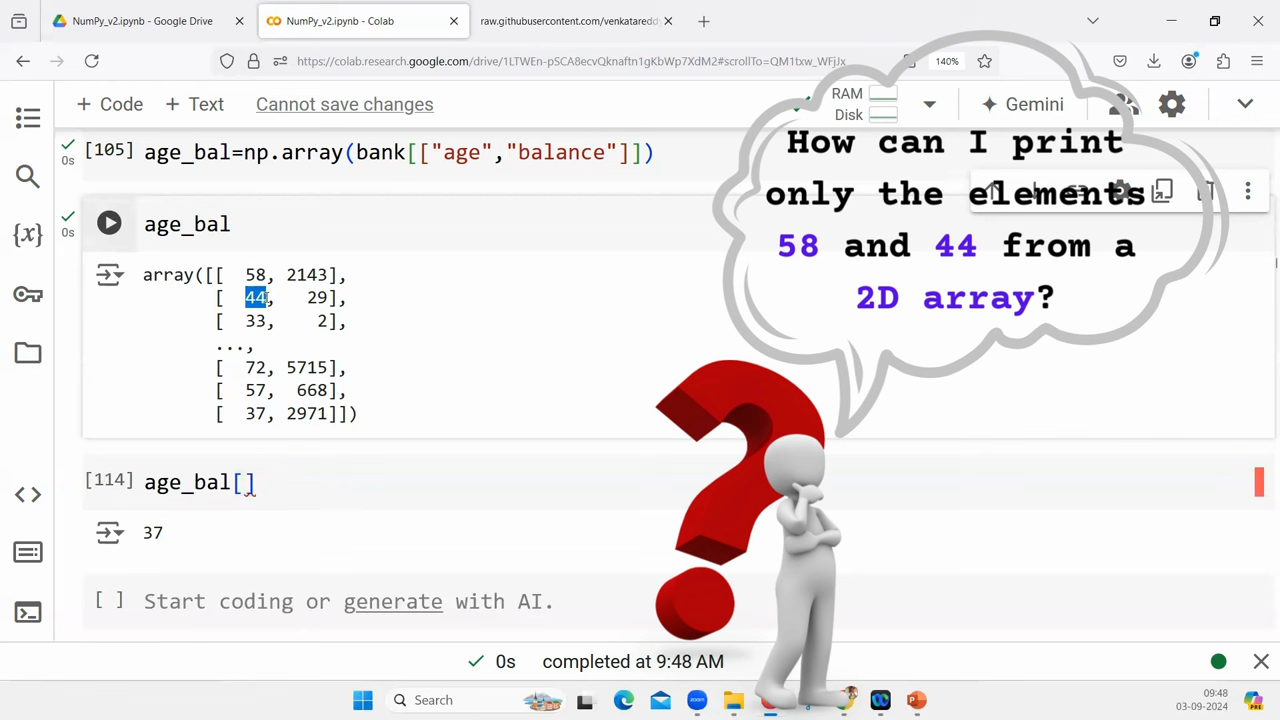 NumPy_v2.ipynb - Google Drive
NumPy_v2.ipynb - Colab
raw.githubusercontent.com/venkatareddy
https://colab.research.google.com/drive/1LTWEn-pSCA8ecvQknaftn1gKbWp7XdM2#scrollTo=QM1txw_WFjJx
140%
+ Code
+ Text
Cannot save changes
RAM
Disk
Gemini
How can I print
only the elements
58 and 44 from a
2D array?
0s
[105] age_bal=np.array(bank[["age","balance"]])
0s
age_bal
array([[ 58, 2143],
[ 44, 29],
[ 33, 2],
...,
[ 72, 5715],
[ 57, 668],
[ 37, 2971]])
[114] age_bal[]
37
[ ] Start coding or generate with AI.
0s completed at 9:48 AM
Search
09:48
03-09-2024